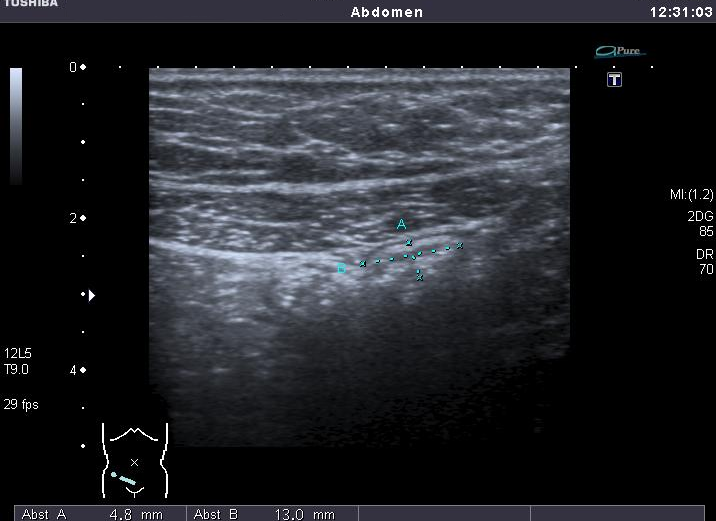 TOSHIBA
Abdomen
12:31:03
aPure
T
0
MI:(1.2)
2DG
85
DR
70
2
A
B
12L5
T9.0
4
29 fps
Abst A 4.8 mm Abst B 13.0 mm